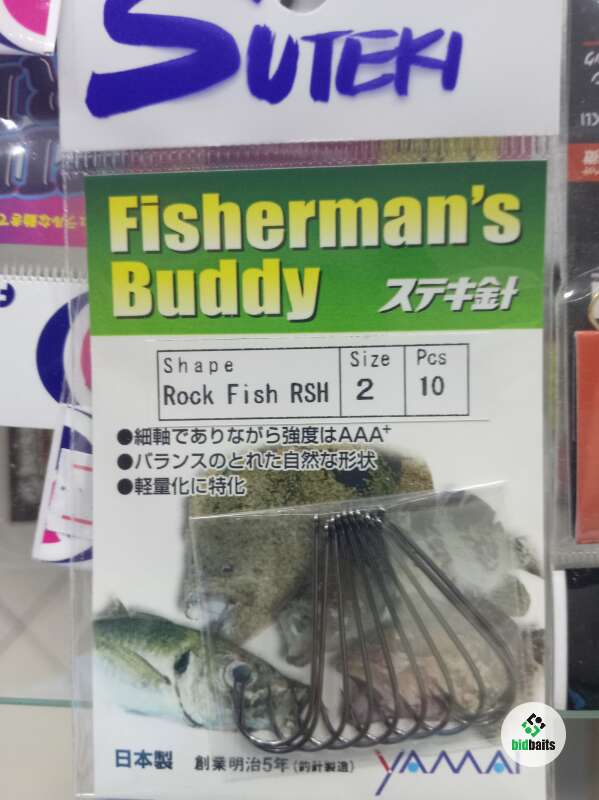 SUTEKI
Fisherman's
Buddy ステキ針
Shape Size Pcs
Rock Fish RSH 2 10
●細軸でありながら強度はAAA⁺
●バランスのとれた自然な形状
●軽量化に特化
日本製 創業明治5年(釣針製造) YAMAI
bidbaits